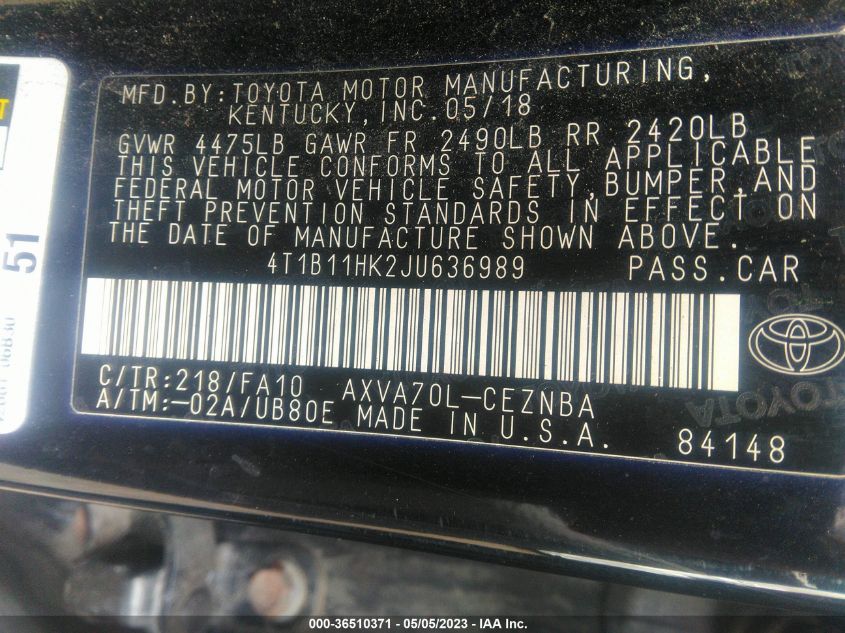 MFD.BY:TOYOTA MOTOR MANUFACTURING,
KENTUCKY,INC.05/18
GVWR 4475LB GAWR FR 2490LB RR 2420LB
THIS VEHICLE CONFORMS TO ALL APPLICABLE
FEDERAL MOTOR VEHICLE SAFETY,BUMPER,AND
THEFT PREVENTION STANDARDS IN EFFECT ON
THE DATE OF MANUFACTURE SHOWN ABOVE.
4T1B11HK2JU636989 PASS.CAR
C/TR:218/FA10 AXVA70L-CEZNBA
A/TM:-02A/UB80E MADE IN U.S.A.
84148
51
TOYOTA
000-36510371 - 05/05/2023 - IAA Inc.